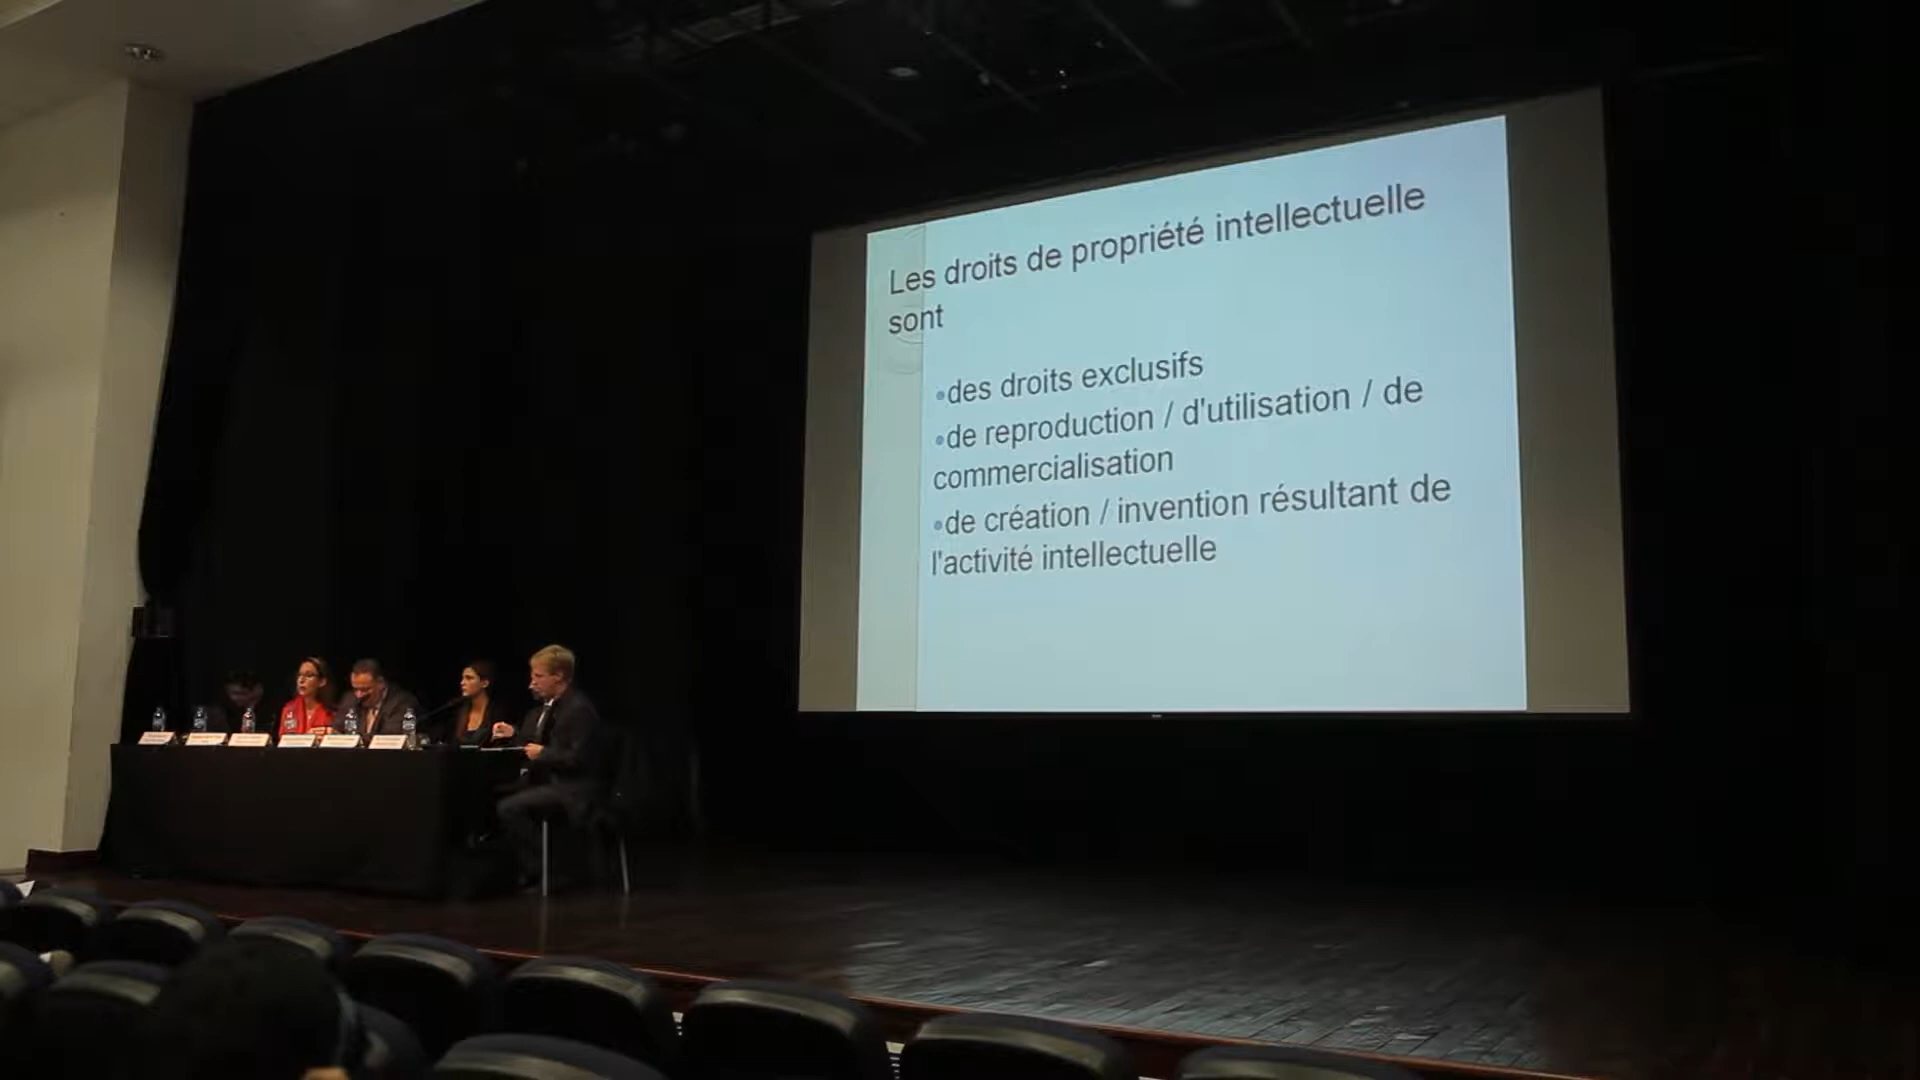 Les droits de propriété intellectuelle
sont
•des droits exclusifs
•de reproduction / d'utilisation / de
commercialisation
•de création / invention résultant de
l'activité intellectuelle